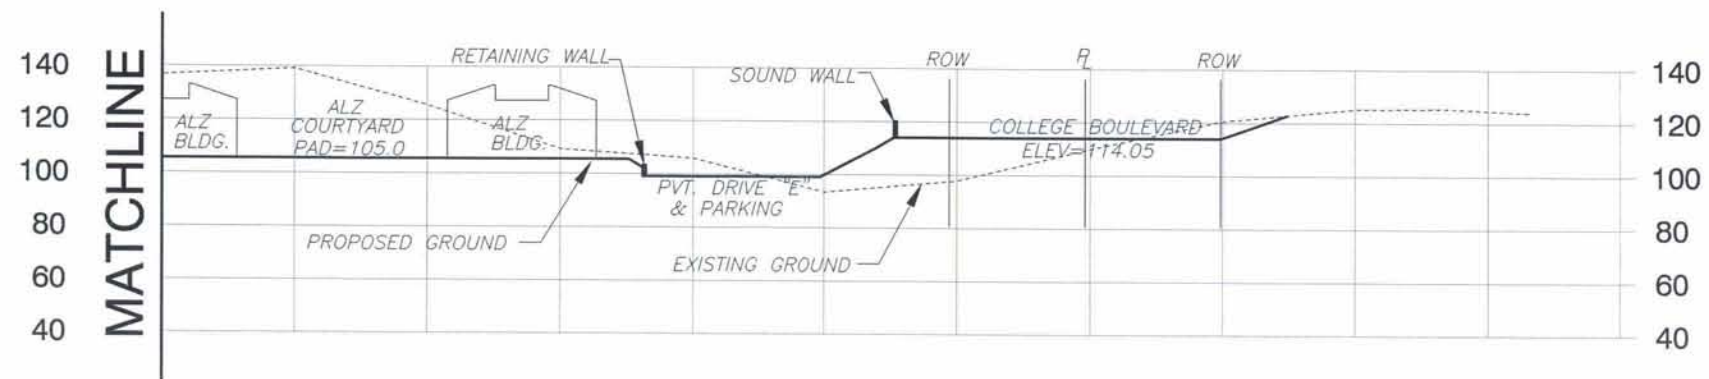 MATCHLINE
140
120
100
80
60
40
RETAINING WALL
SOUND WALL
ROW
PL
ROW
ALZ
BLDG.
ALZ
COURTYARD
PAD=105.0
ALZ
BLDG.
COLLEGE BOULEVARD
ELEV=114.05
PVT. DRIVE "E"
& PARKING
PROPOSED GROUND
EXISTING GROUND
140
120
100
80
60
40